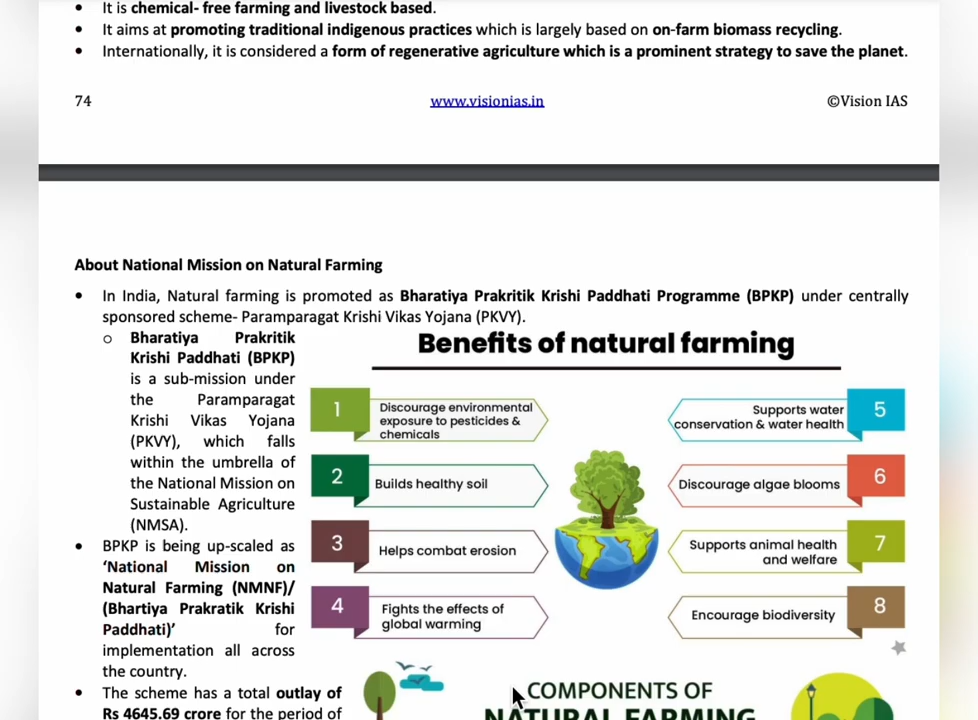 • It is chemical- free farming and livestock based.
• It aims at promoting traditional indigenous practices which is largely based on on-farm biomass recycling.
• Internationally, it is considered a form of regenerative agriculture which is a prominent strategy to save the planet.
74
www.visionias.in
©Vision IAS
About National Mission on Natural Farming
• In India, Natural farming is promoted as Bharatiya Prakritik Krishi Paddhati Programme (BPKP) under centrally
sponsored scheme- Paramparagat Krishi Vikas Yojana (PKVY).
o Bharatiya Prakritik
Krishi Paddhati (BPKP)
is a sub-mission under
the Paramparagat
Krishi Vikas Yojana
(PKVY), which falls
within the umbrella of
the National Mission on
Sustainable Agriculture
(NMSA).
• BPKP is being up-scaled as
‘National Mission on
Natural Farming (NMNF)/
(Bhartiya Prakratik Krishi
Paddhati)’ for
implementation all across
the country.
• The scheme has a total outlay of
Rs 4645.69 crore for the period of
Benefits of natural farming
1
Discourage environmental
exposure to pesticides &
chemicals
2
Builds healthy soil
3
Helps combat erosion
4
Fights the effects of
global warming
5
Supports water
conservation & water health
6
Discourage algae blooms
7
Supports animal health
and welfare
8
Encourage biodiversity
COMPONENTS OF
NATURAL FARMING